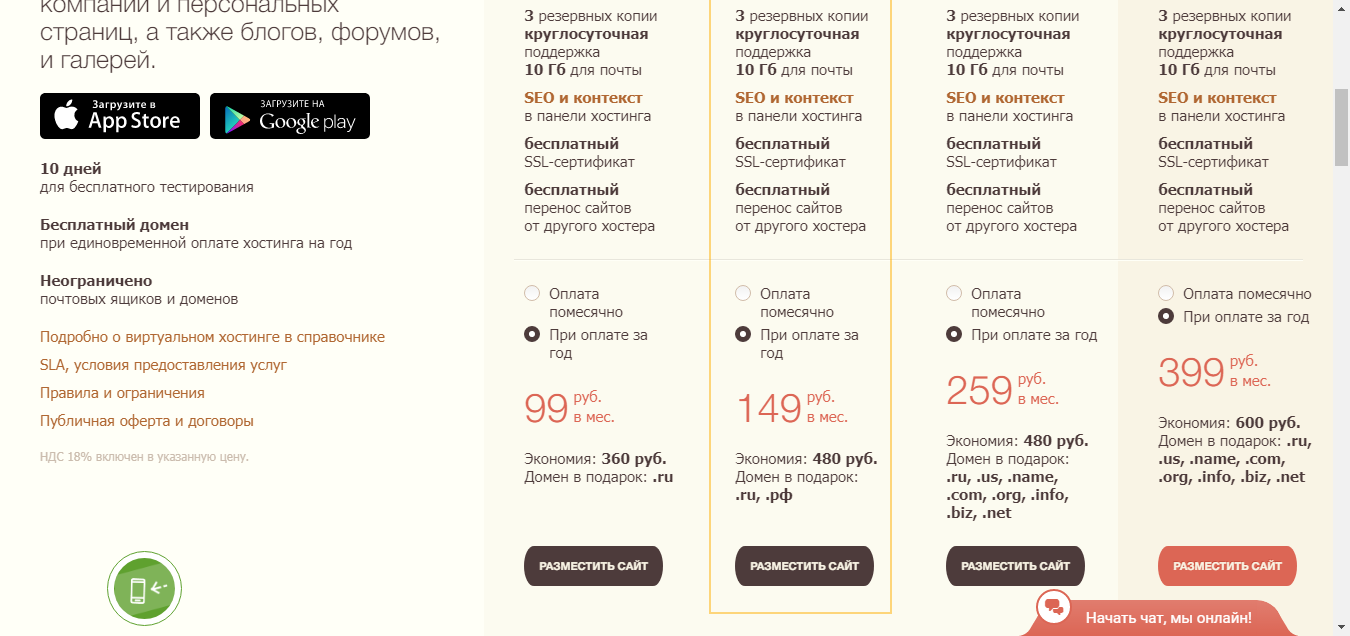 компаний и персональных
страниц, а также блогов, форумов,
и галерей.
Загрузите в
App Store
ЗАГРУЗИТЕ НА
Google play
10 дней
для бесплатного тестирования
Бесплатный домен
при единовременной оплате хостинга на год
Неограничено
почтовых ящиков и доменов
Подробно о виртуальном хостинге в справочнике
SLA, условия предоставления услуг
Правила и ограничения
Публичная оферта и договоры
НДС 18% включен в указанную цену.
3 резервных копии
круглосуточная
поддержка
10 Гб для почты
SEO и контекст
в панели хостинга
бесплатный
SSL-сертификат
бесплатный
перенос сайтов
от другого хостера
Оплата
помесячно
При оплате за
год
99 руб.
в мес.
Экономия: 360 руб.
Домен в подарок: .ru
РАЗМЕСТИТЬ САЙТ
3 резервных копии
круглосуточная
поддержка
10 Гб для почты
SEO и контекст
в панели хостинга
бесплатный
SSL-сертификат
бесплатный
перенос сайтов
от другого хостера
Оплата
помесячно
При оплате за
год
149 руб.
в мес.
Экономия: 480 руб.
Домен в подарок:
.ru, .рф
РАЗМЕСТИТЬ САЙТ
3 резервных копии
круглосуточная
поддержка
10 Гб для почты
SEO и контекст
в панели хостинга
бесплатный
SSL-сертификат
бесплатный
перенос сайтов
от другого хостера
Оплата
помесячно
При оплате за год
259 руб.
в мес.
Экономия: 480 руб.
Домен в подарок:
.ru, .us, .name,
.com, .org, .info,
.biz, .net
РАЗМЕСТИТЬ САЙТ
3 резервных копии
круглосуточная
поддержка
10 Гб для почты
SEO и контекст
в панели хостинга
бесплатный
SSL-сертификат
бесплатный
перенос сайтов
от другого хостера
Оплата помесячно
При оплате за год
399 руб.
в мес.
Экономия: 600 руб.
Домен в подарок: .ru,
.us, .name, .com,
.org, .info, .biz, .net
РАЗМЕСТИТЬ САЙТ
Начать чат, мы онлайн!